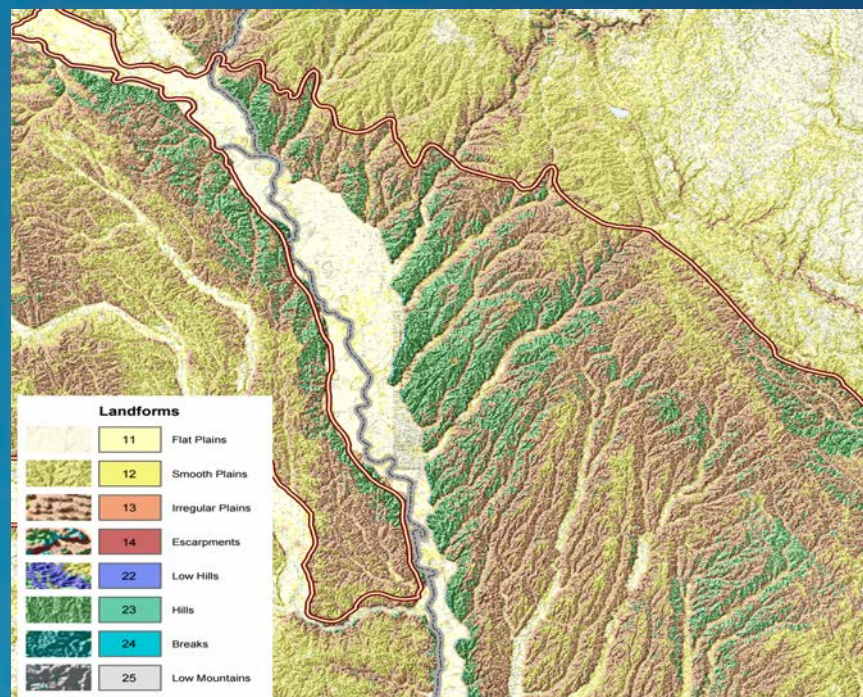 Landforms
11 Flat Plains
12 Smooth Plains
13 Irregular Plains
14 Escarpments
22 Low Hills
23 Hills
24 Breaks
25 Low Mountains